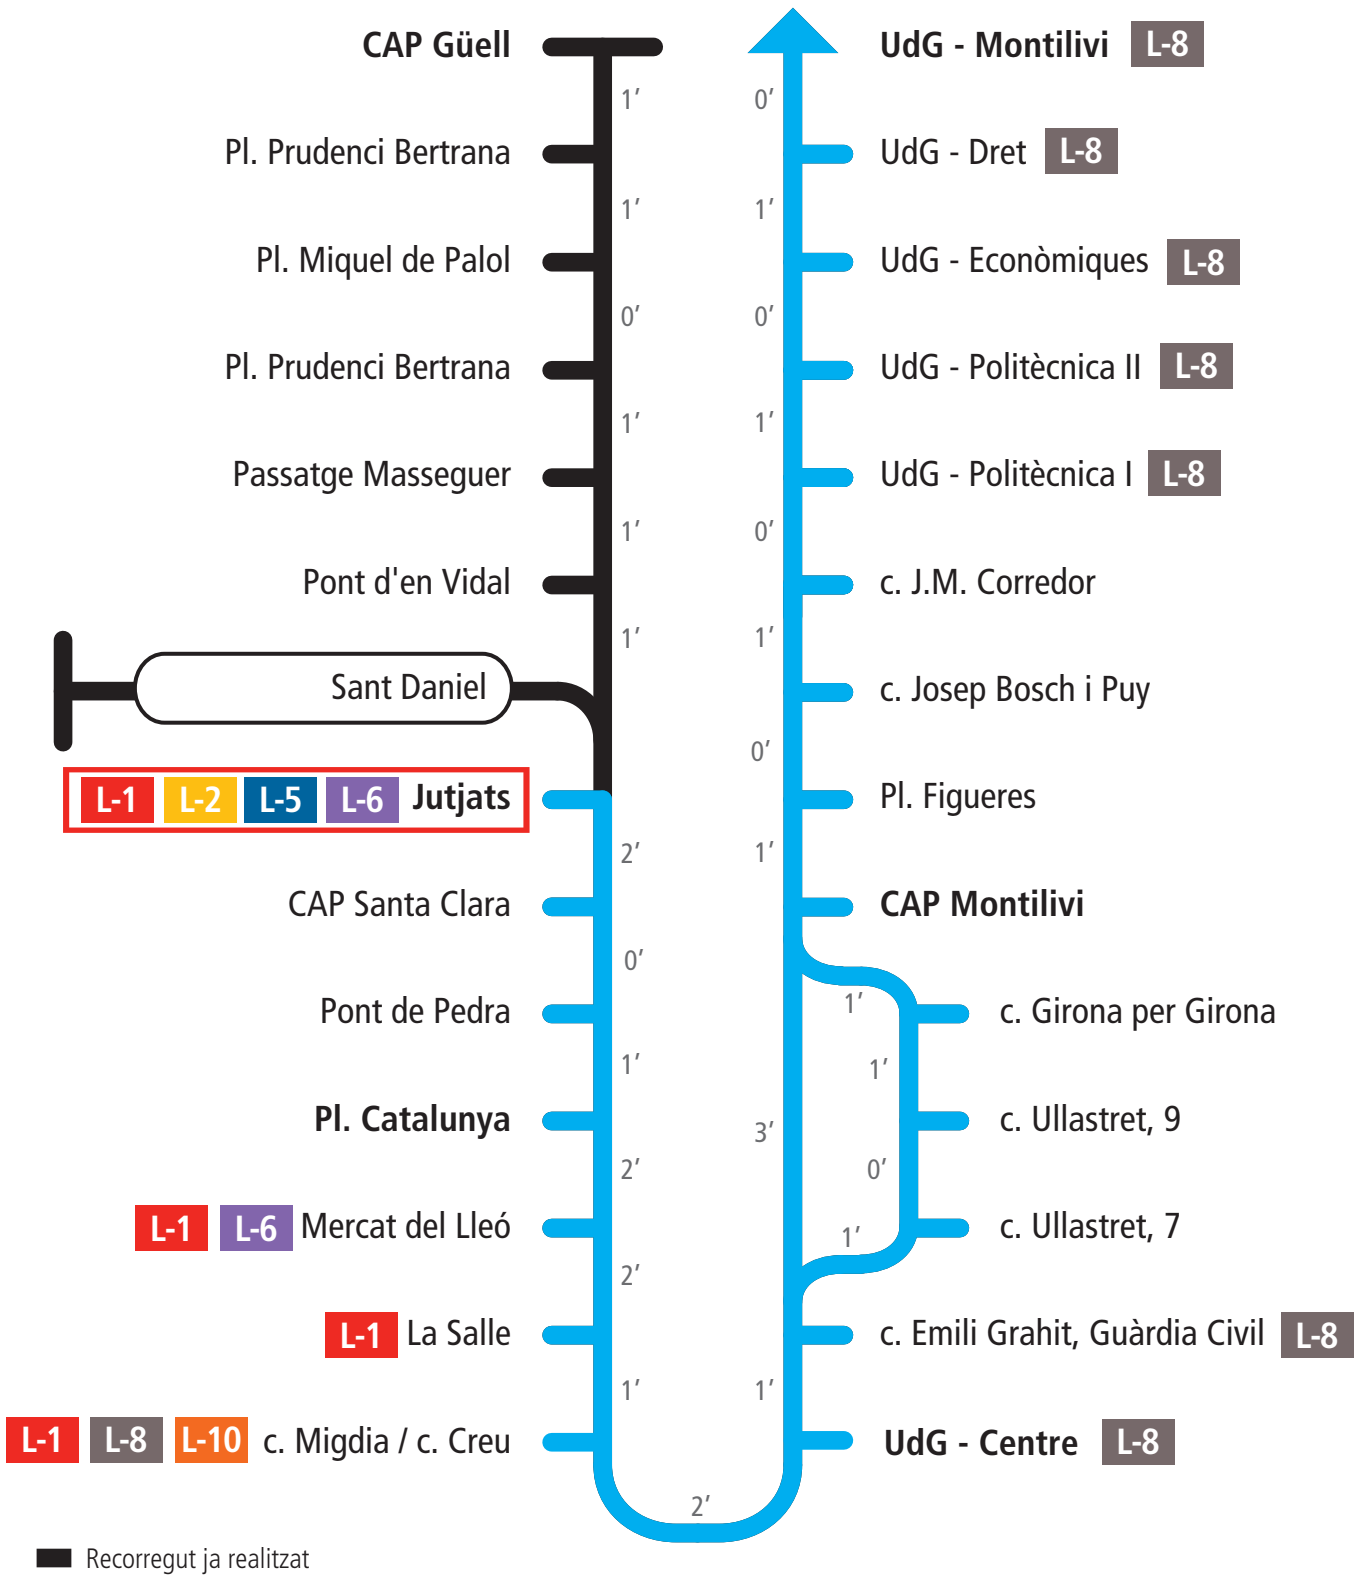 CAP Güell
1’
Pl. Prudenci Bertrana
1’
Pl. Miquel de Palol
0’
Pl. Prudenci Bertrana
1’
Passatge Masseguer
1’
Pont d'en Vidal
1’
Sant Daniel
L-1 L-2 L-5 L-6 Jutjats
2’
CAP Santa Clara
0’
Pont de Pedra
1’
Pl. Catalunya
2’
L-1 L-6 Mercat del Lleó
2’
L-1 La Salle
1’
L-1 L-8 L-10 c. Migdia / c. Creu
2’
UdG - Montilivi L-8
0’
UdG - Dret L-8
1’
UdG - Econòmiques L-8
0’
UdG - Politècnica II L-8
1’
UdG - Politècnica I L-8
0’
c. J.M. Corredor
1’
c. Josep Bosch i Puy
0’
Pl. Figueres
1’
CAP Montilivi
1’
c. Girona per Girona
1’
c. Ullastret, 9
3’
0’
c. Ullastret, 7
1’
c. Emili Grahit, Guàrdia Civil L-8
1’
UdG - Centre L-8
Recorregut ja realitzat